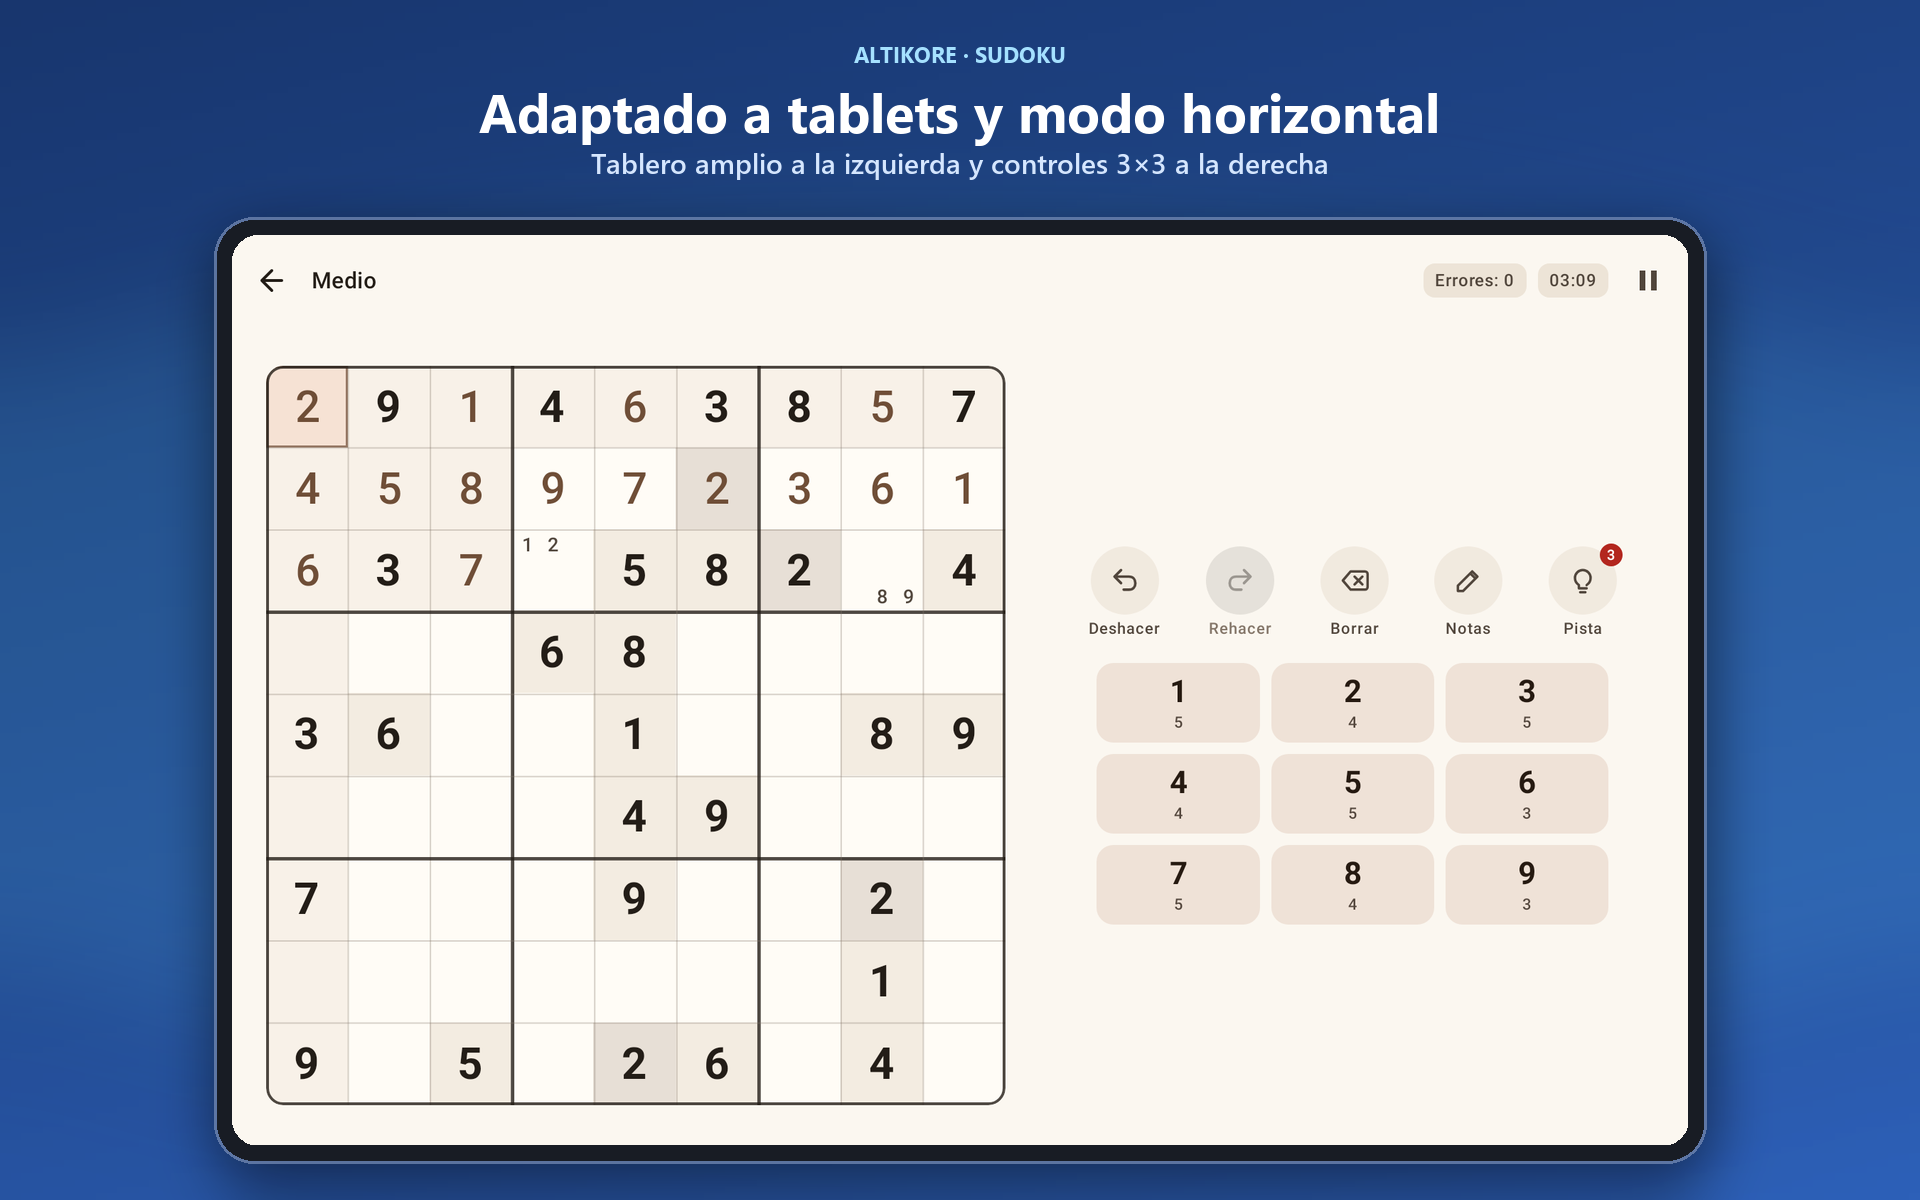 ALTIKORE · SUDOKU
Adaptado a tablets y modo horizontal
Tablero amplio a la izquierda y controles 3×3 a la derecha
Medio
Errores: 0
03:09
2 9 1 4 6 3 8 5 7
4 5 8 9 7 2 3 6 1
6 3 7 1 2 5 8 2 8 9 4
6 8
3 6 1 8 9
4 9
7 9 2
1
9 5 2 6 4
3
Deshacer Rehacer Borrar Notas Pista
1 2 3
5 4 5
4 5 6
4 5 3
7 8 9
5 4 3